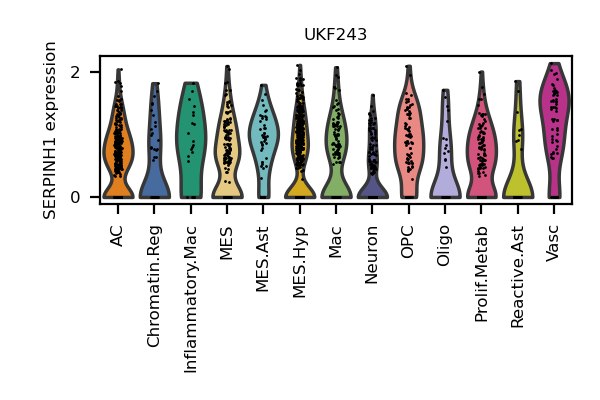 UKF243
SERPINH1 expression
2
0
AC
Chromatin.Reg
Inflammatory.Mac
MES
MES.Ast
MES.Hyp
Mac
Neuron
OPC
Oligo
Prolif.Metab
Reactive.Ast
Vasc